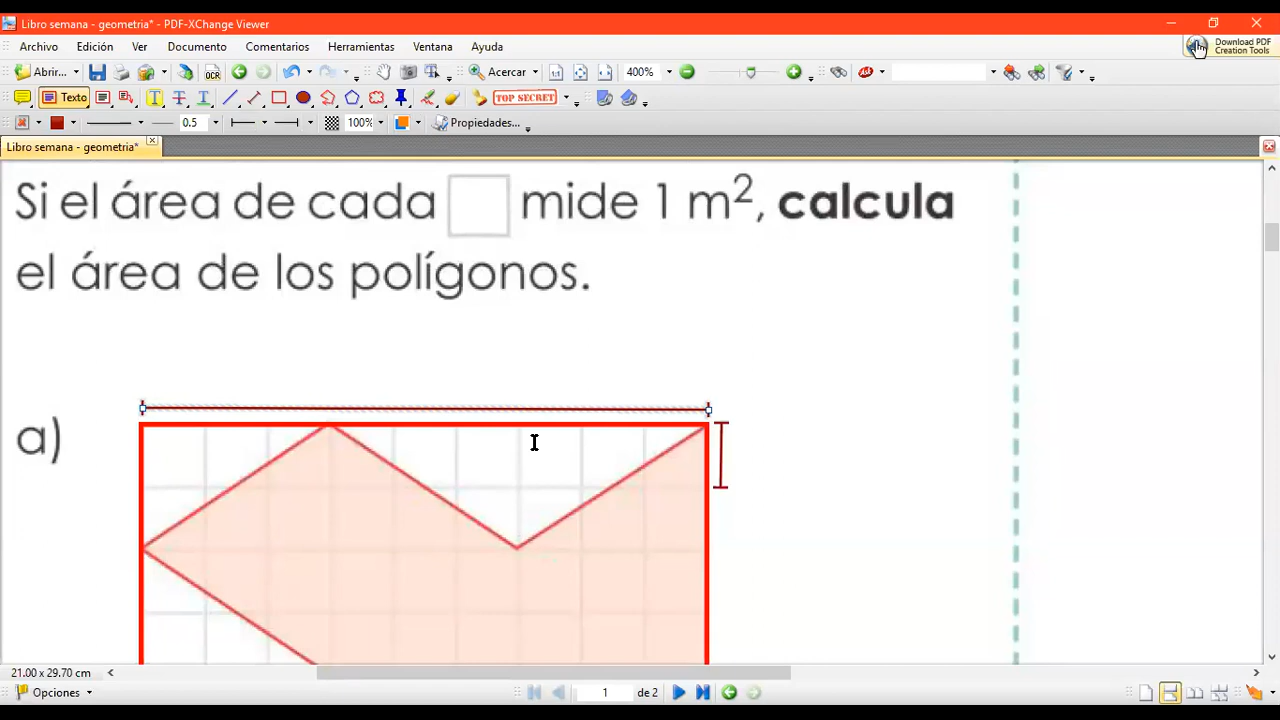 Libro semana - geometria* - PDF-XChange Viewer
Archivo Edición Ver Documento Comentarios Herramientas Ventana Ayuda
Download PDF
Creation Tools
Abrir... OCR Acercar 400%
Texto TOP SECRET
0.5 100% Propiedades...
Libro semana - geometria*
Si el área de cada mide 1 m², calcula
el área de los polígonos.
a)
21.00 x 29.70 cm
Opciones 1 de 2